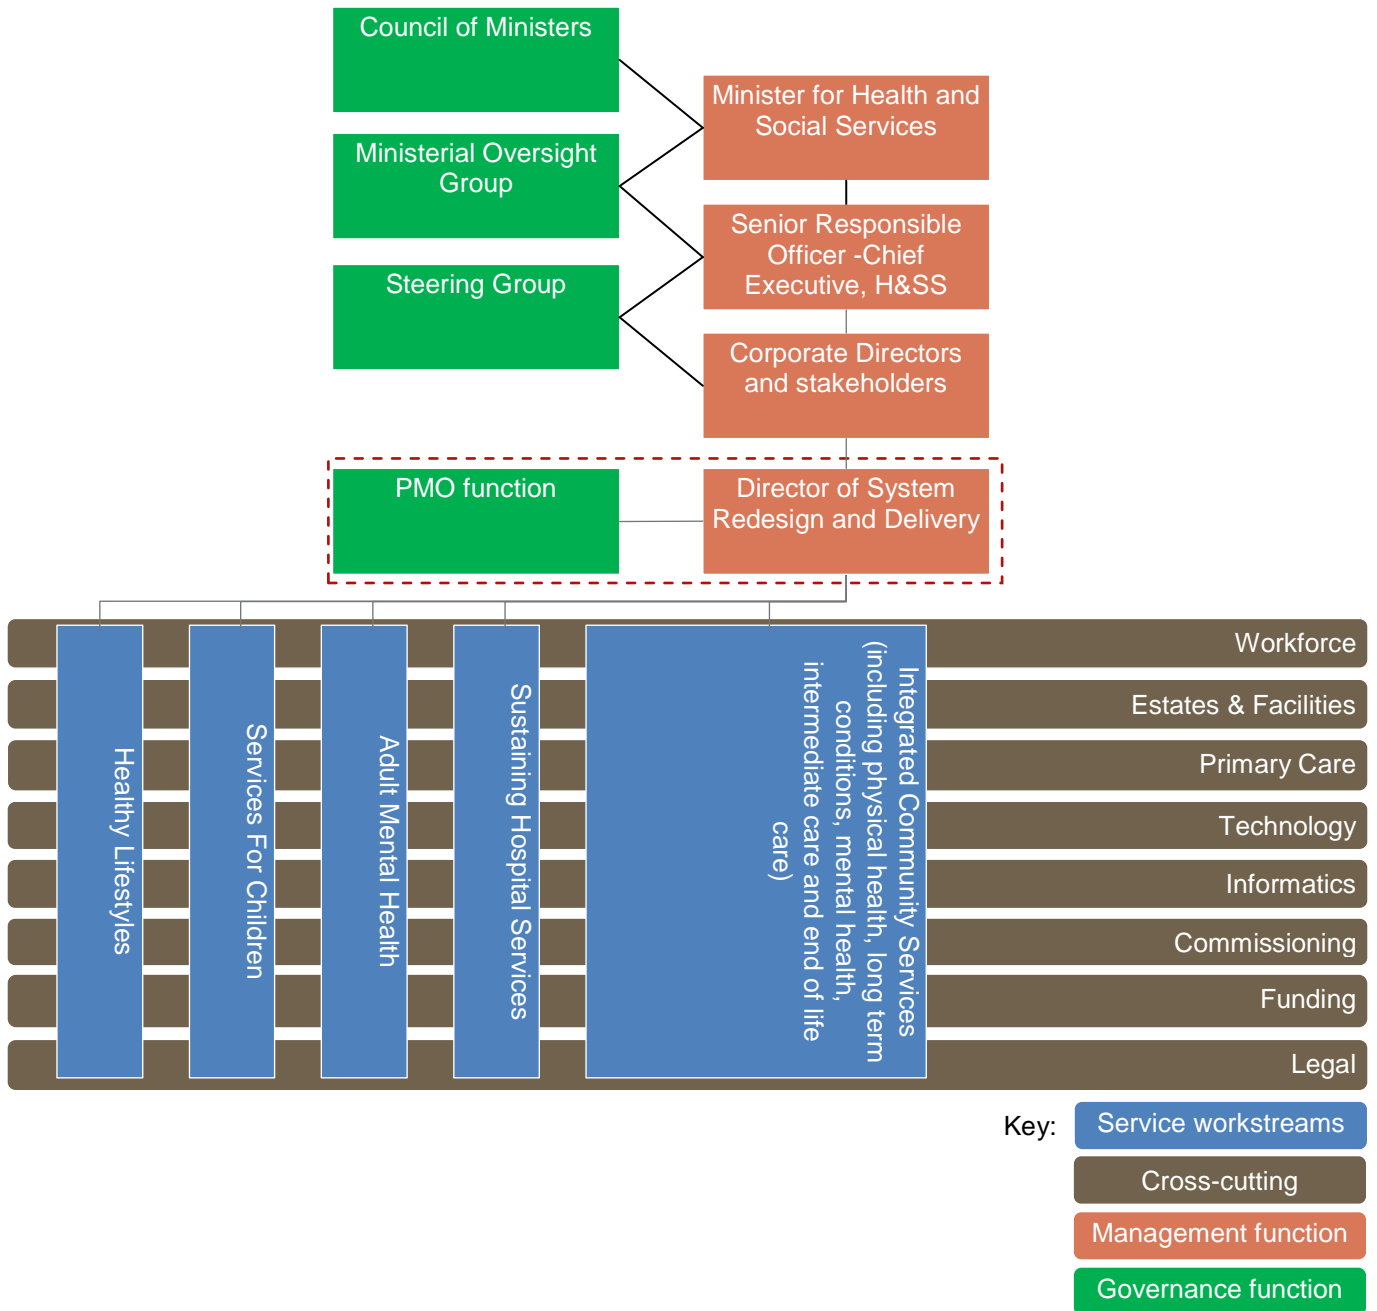 Council of Ministers
Minister for Health and
Social Services
Ministerial Oversight
Group
Senior Responsible
Officer -Chief
Executive, H&SS
Steering Group
Corporate Directors
and stakeholders
PMO function
Director of System
Redesign and Delivery
Healthy Lifestyles
Services For Children
Adult Mental Health
Sustaining Hospital Services
Integrated Community Services
(including physical health, long term
conditions, mental health,
intermediate care and end of life
care)
Workforce
Estates & Facilities
Primary Care
Technology
Informatics
Commissioning
Funding
Legal
Key:
Service workstreams
Cross-cutting
Management function
Governance function